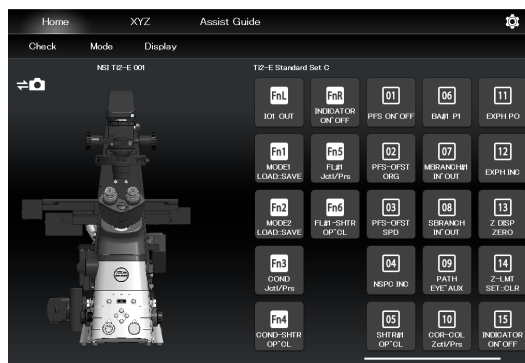 Home XYZ Assist Guide
Check Mode Display
NSI Ti2-E 001
Ti2-E Standard Set C
FnL FnR 01 06 11
IO1 OUT INDICATOR ON~OFF PFS ON~OFF BA#1 P1 EXPH PO
Fn1 Fn5 02 07 12
MODE1 LOAD::SAVE FL#1 Jctl/Prs PFS-OFST ORG MBRANCH#1 IN~OUT EXPH INC
Fn2 Fn6 03 08 13
MODE2 LOAD::SAVE FL#1-SHTR OP~CL PFS-OFST SPD SBRANCH IN~OUT Z DISP ZERO
Fn3 04 09 14
COND Jctl/Prs NSPC INC PATH EYE~AUX Z-LMT SET::CLR
Fn4 05 10 15
COND-SHTR OP~CL SHTR#1 OP~CL COR-COL Zctl/Prs INDICATOR ON~OFF